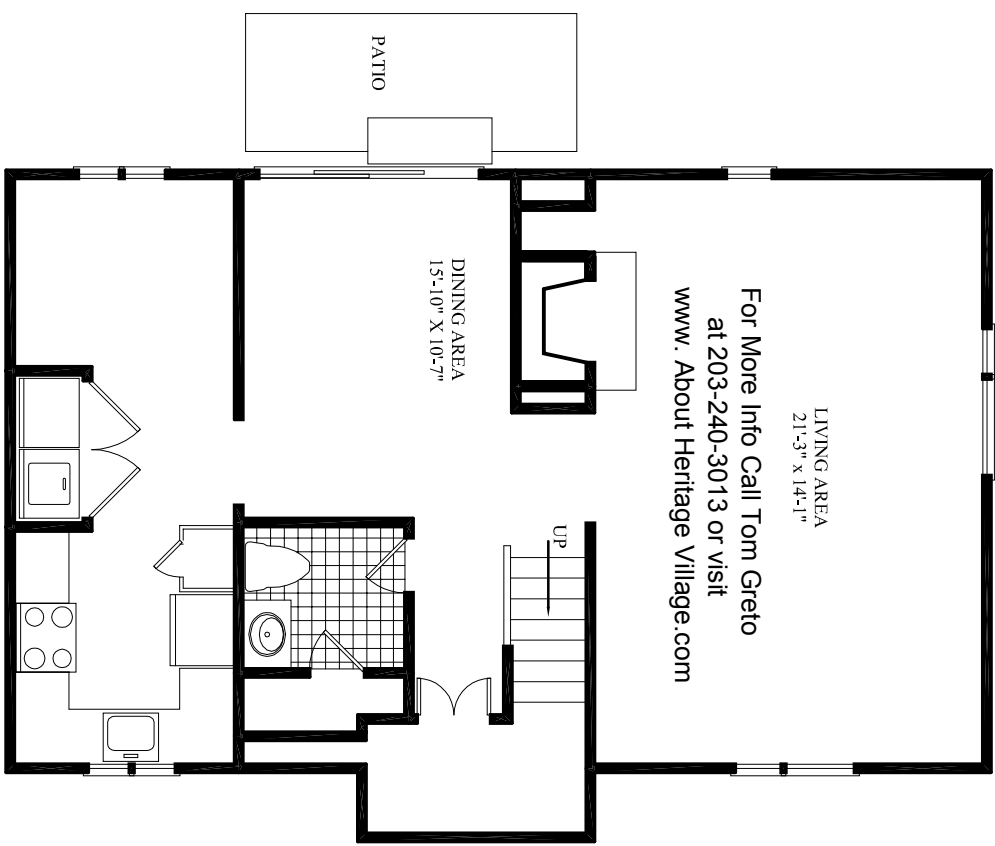 PATIO
DINING AREA
15'-10" X 10'-7"
LIVING AREA
21'-3" x 14'-1"
For More Info Call Tom Greto
at 203-240-3013 or visit
www. About Heritage Village.com
UP